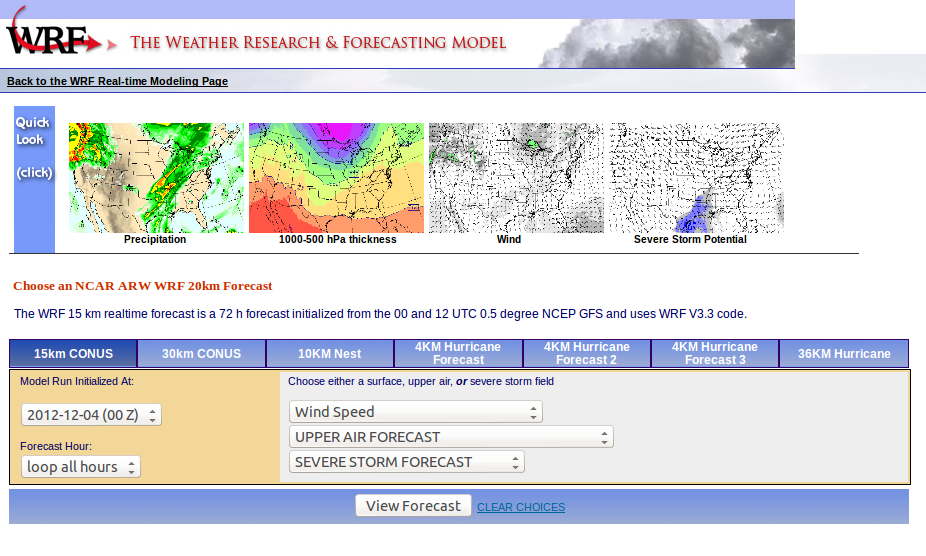 WRF
THE WEATHER RESEARCH & FORECASTING MODEL
Back to the WRF Real-time Modeling Page
Quick
Look
(click)
Precipitation
1000-500 hPa thickness
Wind
Severe Storm Potential
Choose an NCAR ARW WRF 20km Forecast
The WRF 15 km realtime forecast is a 72 h forecast initialized from the 00 and 12 UTC 0.5 degree NCEP GFS and uses WRF V3.3 code.
15km CONUS
30km CONUS
10KM Nest
4KM Hurricane
Forecast
4KM Hurricane
Forecast 2
4KM Hurricane
Forecast 3
36KM Hurricane
Model Run Initialized At:
2012-12-04 (00 Z)
Forecast Hour:
loop all hours
Choose either a surface, upper air, or severe storm field
Wind Speed
UPPER AIR FORECAST
SEVERE STORM FORECAST
View Forecast
CLEAR CHOICES